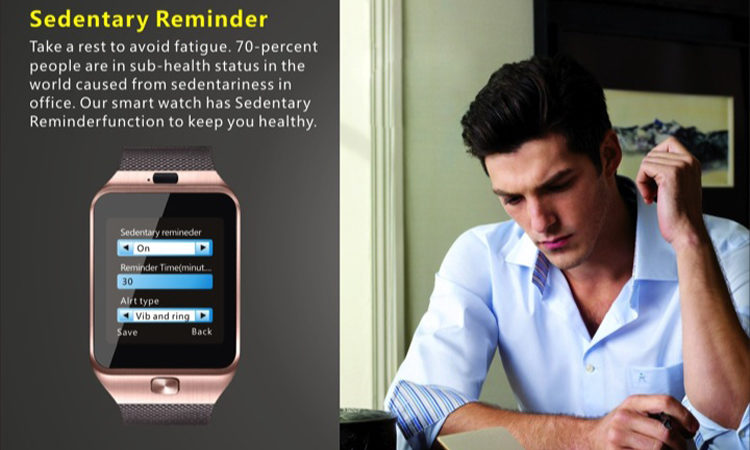 Sedentary Reminder
Take a rest to avoid fatigue. 70-percent
people are in sub-health status in the
world caused from sedentariness in
office. Our smart watch has Sedentary
Reminderfunction to keep you healthy.
Sedentary remineder
On
Reminder Time(minut...
30
Alrt type
Vib and ring
Save Back